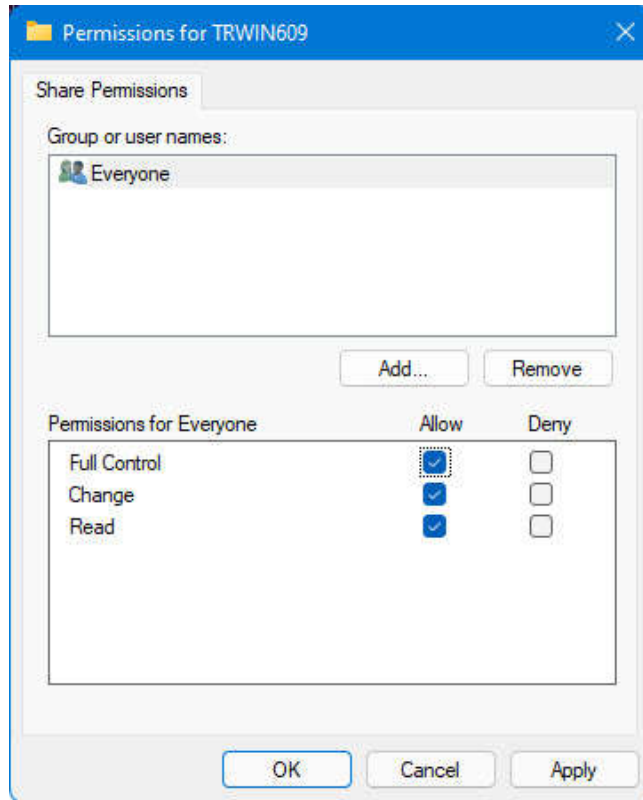 Permissions for TRWIN609
Share Permissions
Group or user names:
Everyone
Add...
Remove
Permissions for Everyone
Allow
Deny
Full Control
Change
Read
OK
Cancel
Apply